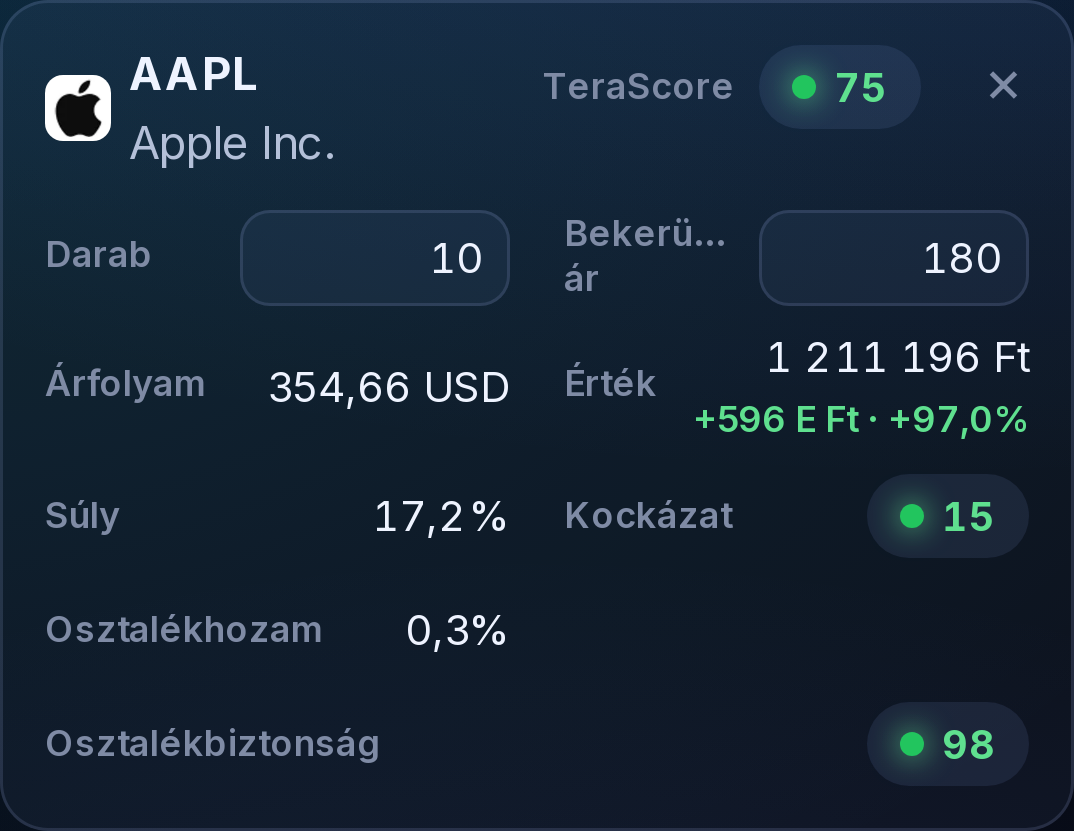 AAPL
Apple Inc.
TeraScore 75 ✕
Darab 10
Bekerü...
ár 180
Árfolyam 354,66 USD
Érték 1 211 196 Ft
+596 E Ft · +97,0%
Súly 17,2 %
Kockázat 15
Osztalékhozam 0,3%
Osztalékbiztonság 98